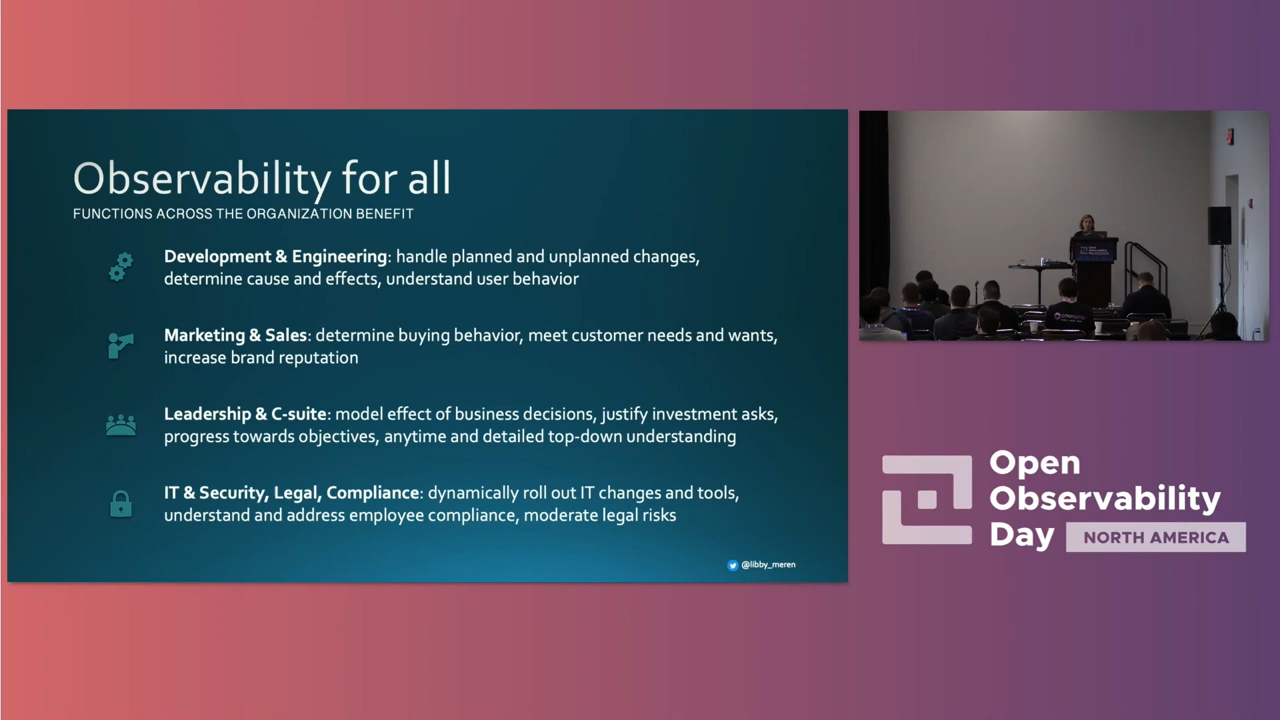 Observability for all
FUNCTIONS ACROSS THE ORGANIZATION BENEFIT
Development & Engineering: handle planned and unplanned changes,
determine cause and effects, understand user behavior
Marketing & Sales: determine buying behavior, meet customer needs and wants,
increase brand reputation
Leadership & C-suite: model effect of business decisions, justify investment asks,
progress towards objectives, anytime and detailed top-down understanding
IT & Security, Legal, Compliance: dynamically roll out IT changes and tools,
understand and address employee compliance, moderate legal risks
@libby_meren
Open
Observability
Day NORTH AMERICA